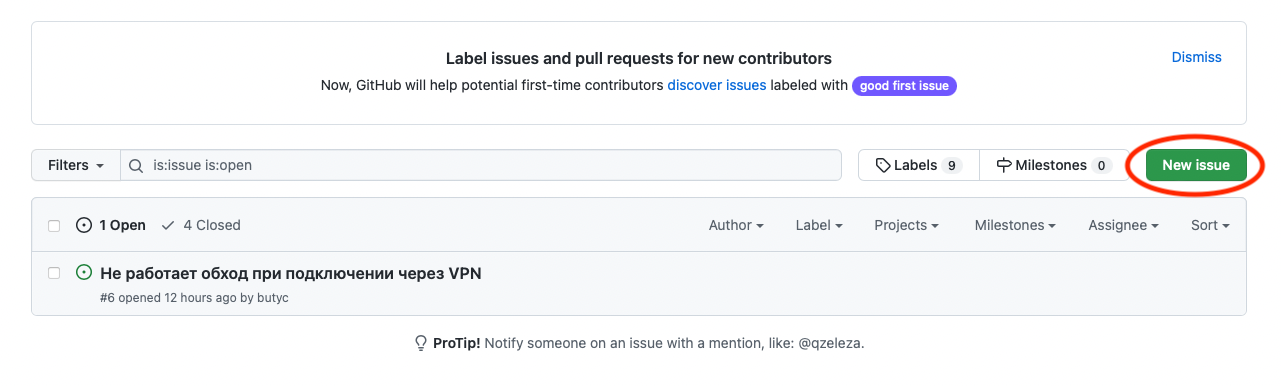 Label issues and pull requests for new contributors
Dismiss
Now, GitHub will help potential first-time contributors discover issues labeled with good first issue
Filters
is:issue is:open
Labels 9
Milestones 0
New issue
1 Open
4 Closed
Author
Label
Projects
Milestones
Assignee
Sort
Не работает обход при подключении через VPN
#6 opened 12 hours ago by butyc
ProTip! Notify someone on an issue with a mention, like: @qzeleza.